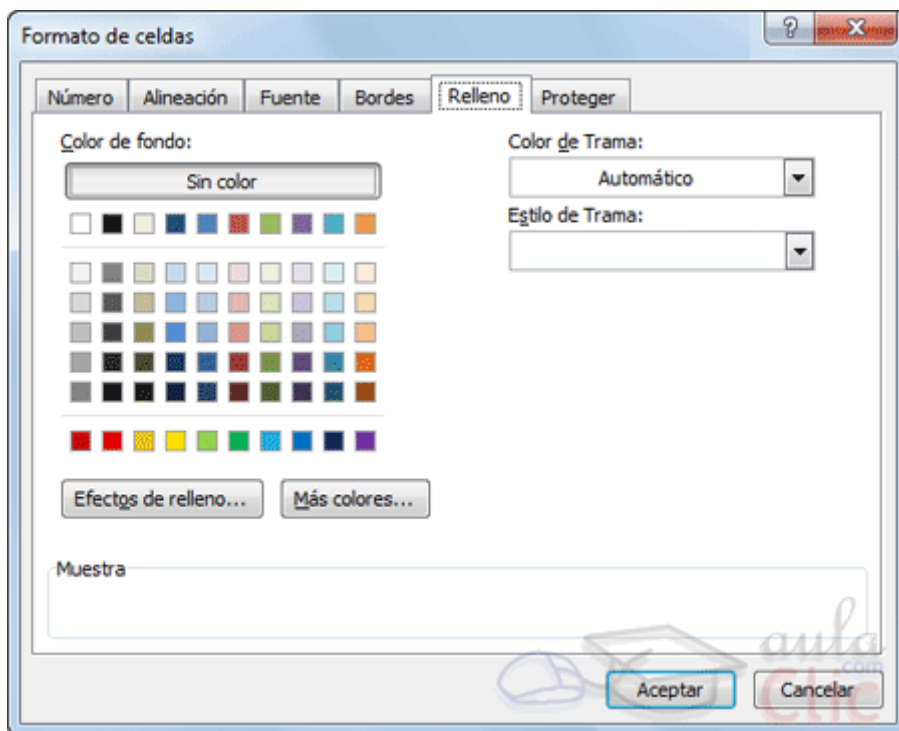 Formato de celdas
Número Alineación Fuente Bordes Relleno Proteger
Color de fondo:
Sin color
Color de Trama:
Automático
Estilo de Trama:
Efectos de relleno...
Más colores...
Muestra
Aceptar
Cancelar
aula
.com
Clic